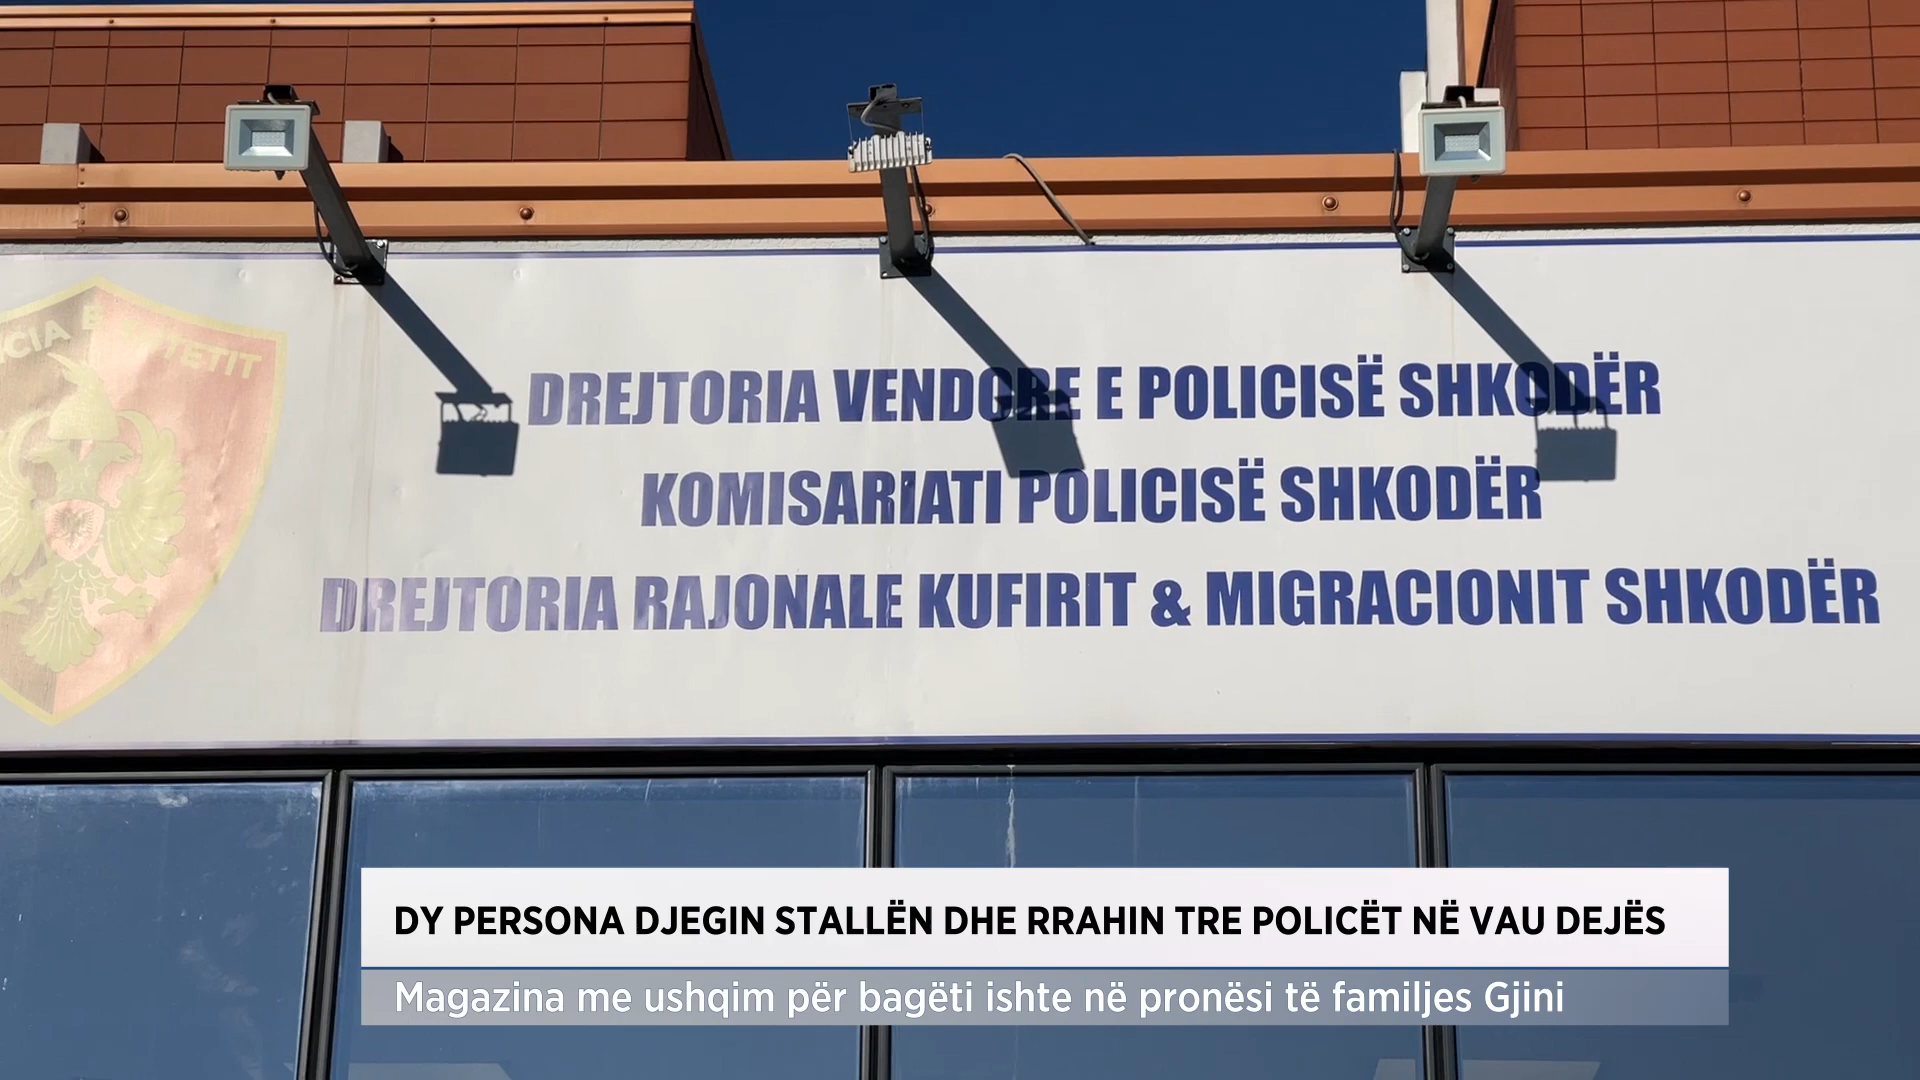 DREJTORIA VENDORE E POLICISË SHKODËR
KOMISARIATI POLICISË SHKODËR
DREJTORIA RAJONALE KUFIRIT & MIGRACIONIT SHKODËR
DY PERSONA DJEGIN STALLËN DHE RRAHIN TRE POLICËT NË VAU DEJËS
Magazina me ushqim për bagëti ishte në pronësi të familjes Gjini